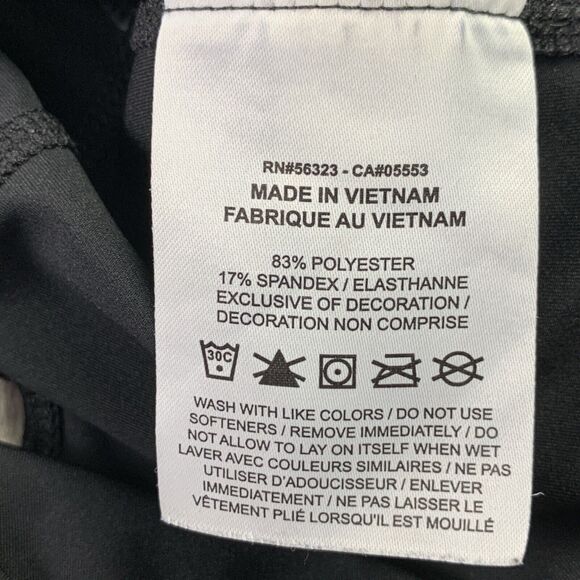 RN#56323 - CA#05553
MADE IN VIETNAM
FABRIQUE AU VIETNAM
83% POLYESTER
17% SPANDEX / ELASTHANNE
EXCLUSIVE OF DECORATION /
DECORATION NON COMPRISE
30C
WASH WITH LIKE COLORS / DO NOT USE
SOFTENERS / REMOVE IMMEDIATELY / DO
NOT ALLOW TO LAY ON ITSELF WHEN WET
LAVER AVEC COULEURS SIMILAIRES / NE PAS
UTILISER D'ADOUCISSEUR / ENLEVER
IMMEDIATEMENT / NE PAS LAISSER LE
VÊTEMENT PLIÉ LORSQU'IL EST MOUILLÉ